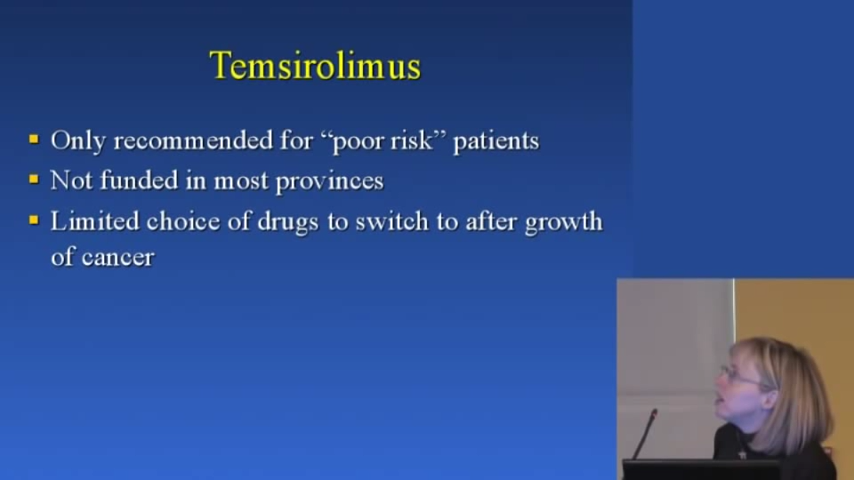 Temsirolimus
Only recommended for “poor risk” patients
Not funded in most provinces
Limited choice of drugs to switch to after growth
of cancer